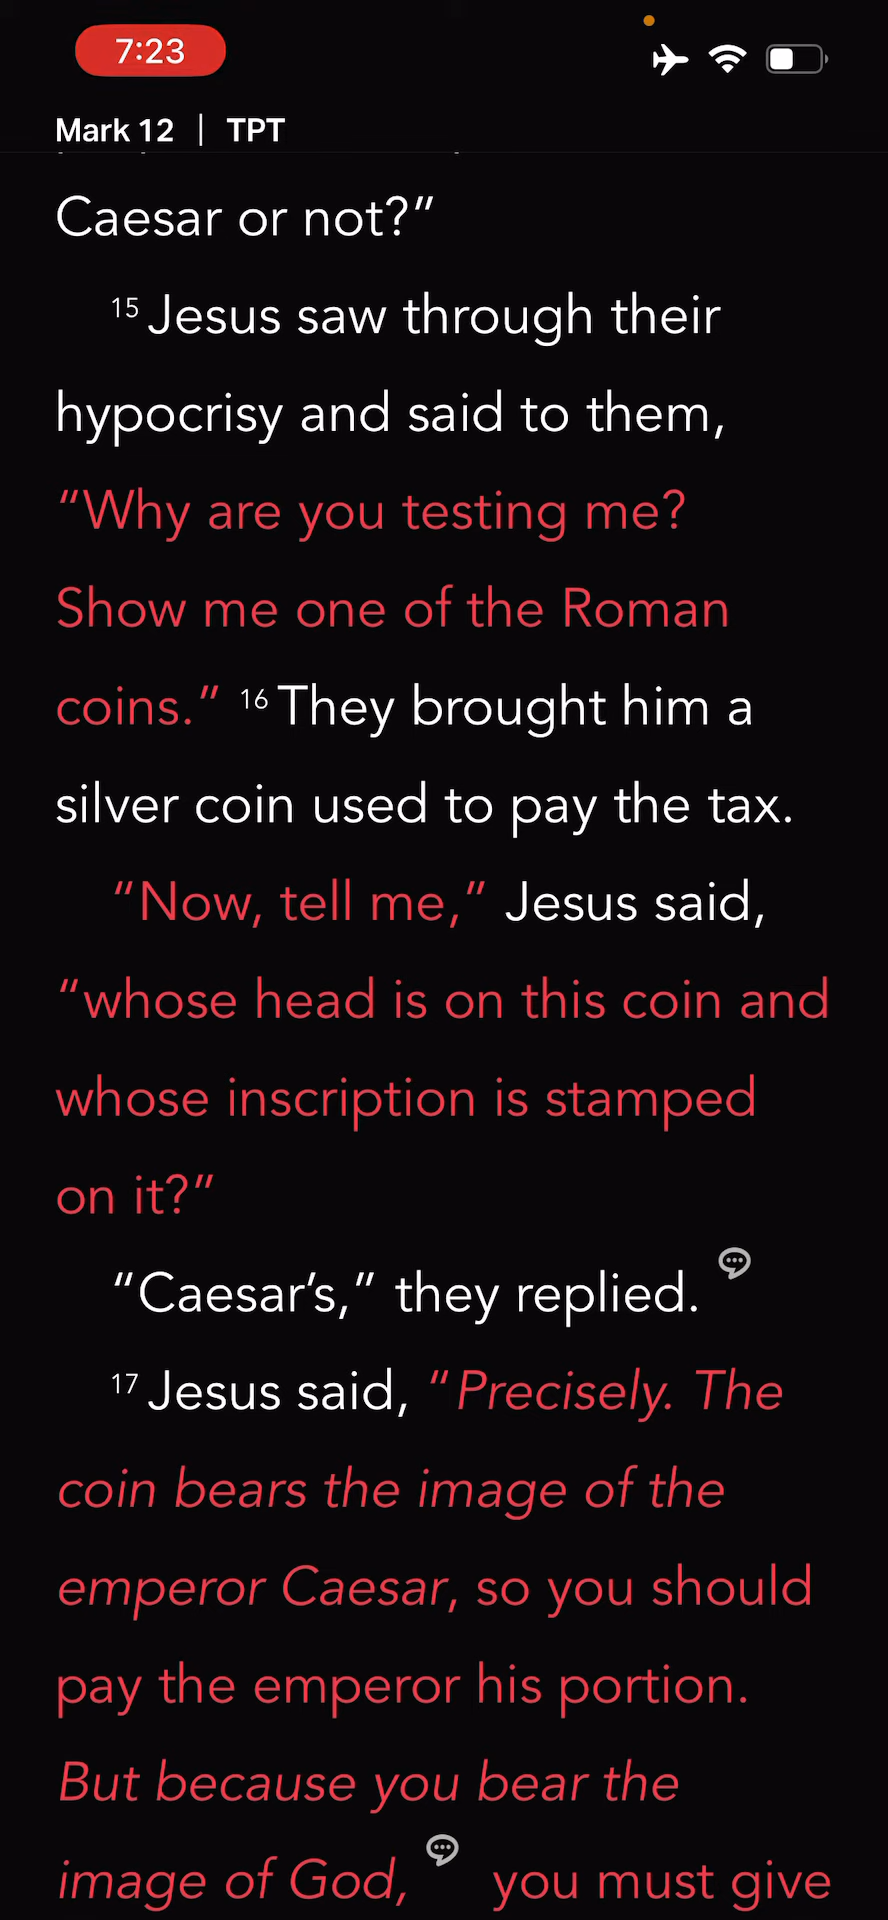 7:23
Mark 12 | TPT
Caesar or not?”
15 Jesus saw through their
hypocrisy and said to them,
“Why are you testing me?
Show me one of the Roman
coins.” 16 They brought him a
silver coin used to pay the tax.
“Now, tell me,” Jesus said,
“whose head is on this coin and
whose inscription is stamped
on it?”
“Caesar’s,” they replied.
17 Jesus said, “Precisely. The
coin bears the image of the
emperor Caesar, so you should
pay the emperor his portion.
But because you bear the
image of God, you must give